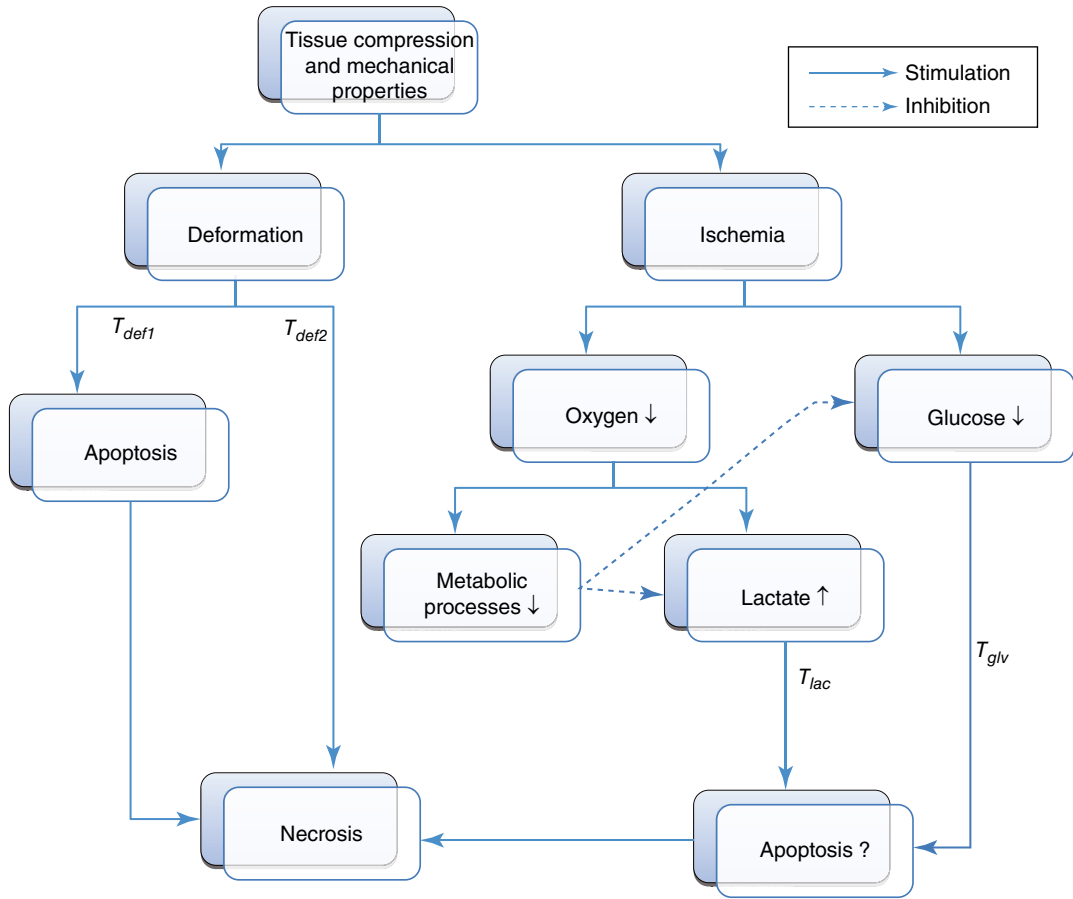 Tissue compression
and mechanical
properties
Stimulation
Inhibition
Deformation
Ischemia
T_def1
T_def2
Oxygen ↓
Glucose ↓
Apoptosis
Metabolic
processes ↓
Lactate ↑
T_lac
T_glv
Necrosis
Apoptosis ?